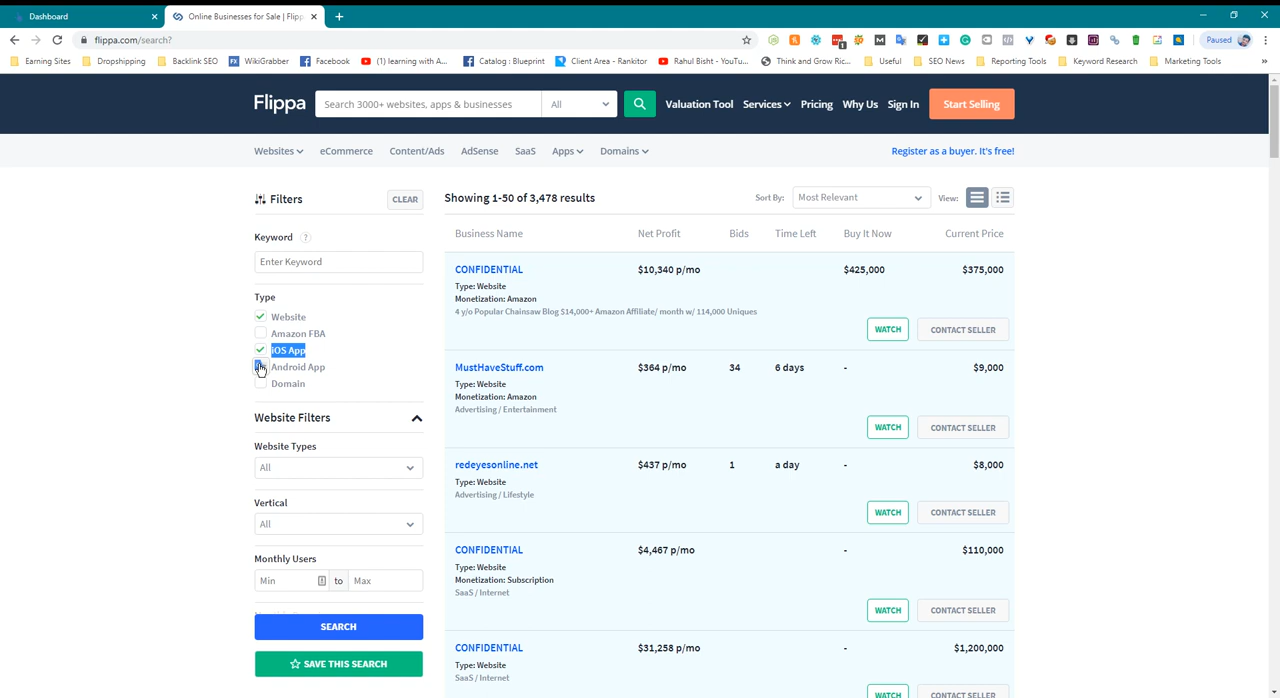 Dashboard
Online Businesses for Sale | Flipp
flippa.com/search?
Paused
Earning Sites
Dropshipping
Backlink SEO
WikiGrabber
Facebook
(1) learning with A...
Catalog : Blueprint
Client Area - Rankitor
Rahul Bisht - YouTu...
Think and Grow Ric...
Useful
SEO News
Reporting Tools
Keyword Research
Marketing Tools
»
Flippa
Search 3000+ websites, apps & businesses
All
Valuation Tool
Services
Pricing
Why Us
Sign In
Start Selling
Websites
eCommerce
Content/Ads
AdSense
SaaS
Apps
Domains
Register as a buyer. It's free!
Filters
CLEAR
Showing 1-50 of 3,478 results
Sort By:
Most Relevant
View:
Keyword ?
Enter Keyword
Type
Website
Amazon FBA
iOS App
Android App
Domain
Website Filters
Website Types
All
Vertical
All
Monthly Users
Min
to
Max
SEARCH
SAVE THIS SEARCH
Business Name
Net Profit
Bids
Time Left
Buy It Now
Current Price
CONFIDENTIAL
$10,340 p/mo
$425,000
$375,000
Type: Website
Monetization: Amazon
4 y/o Popular Chainsaw Blog $14,000+ Amazon Affiliate/ month w/ 114,000 Uniques
WATCH
CONTACT SELLER
MustHaveStuff.com
$364 p/mo
34
6 days
-
$9,000
Type: Website
Monetization: Amazon
Advertising / Entertainment
WATCH
CONTACT SELLER
redeyesonline.net
$437 p/mo
1
a day
-
$8,000
Type: Website
Advertising / Lifestyle
WATCH
CONTACT SELLER
CONFIDENTIAL
$4,467 p/mo
-
$110,000
Type: Website
Monetization: Subscription
SaaS / Internet
WATCH
CONTACT SELLER
CONFIDENTIAL
$31,258 p/mo
-
$1,200,000
Type: Website
SaaS / Internet
WATCH
CONTACT SELLER